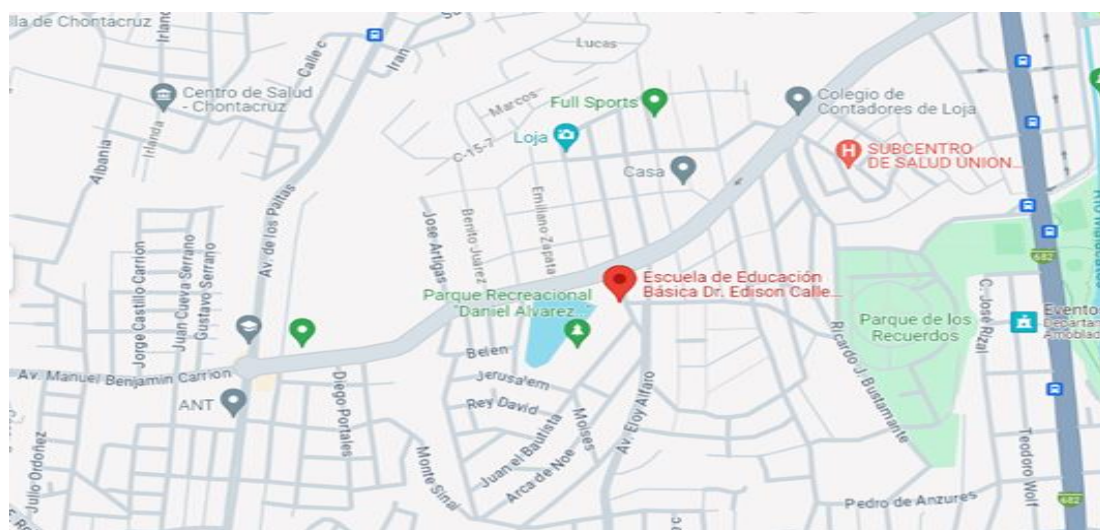 lla de Chontacruz
Irland
Calle c
Iran
Lucas
Centro de Salud
- Chontacruz
Marcos
Full Sports
Colegio de
Contadores de Loja
Albania
Irlanda
C-15-7
Loja
SUBCENTRO
DE SALUD UNION...
Casa
Av. de los Paltas
Jose Artigas
Benito Juárez
Emiliano Zapata
Jorge Castillo Carrion
Juan Cueva Serrano
Gustavo Serrano
682
Escuela de Educación
Básica Dr. Edison Calle...
Parque Recreacional
"Daniel Alvarez
C. José Rizal
Evento
Departan
Amoblad
Parque de los
Recuerdos
Belen
Av. Manuel Benjamin Carrion
Jerusalem
Rey David
Diego Portales
Ricardo J. Bustamante
ANT
Moises
Av. Eloy Alfaro
Juan el Bautista
Arca de Noe
Julio Ordoñez
Monte Sinai
Teodoro Wolf
Pedro de Anzures
682